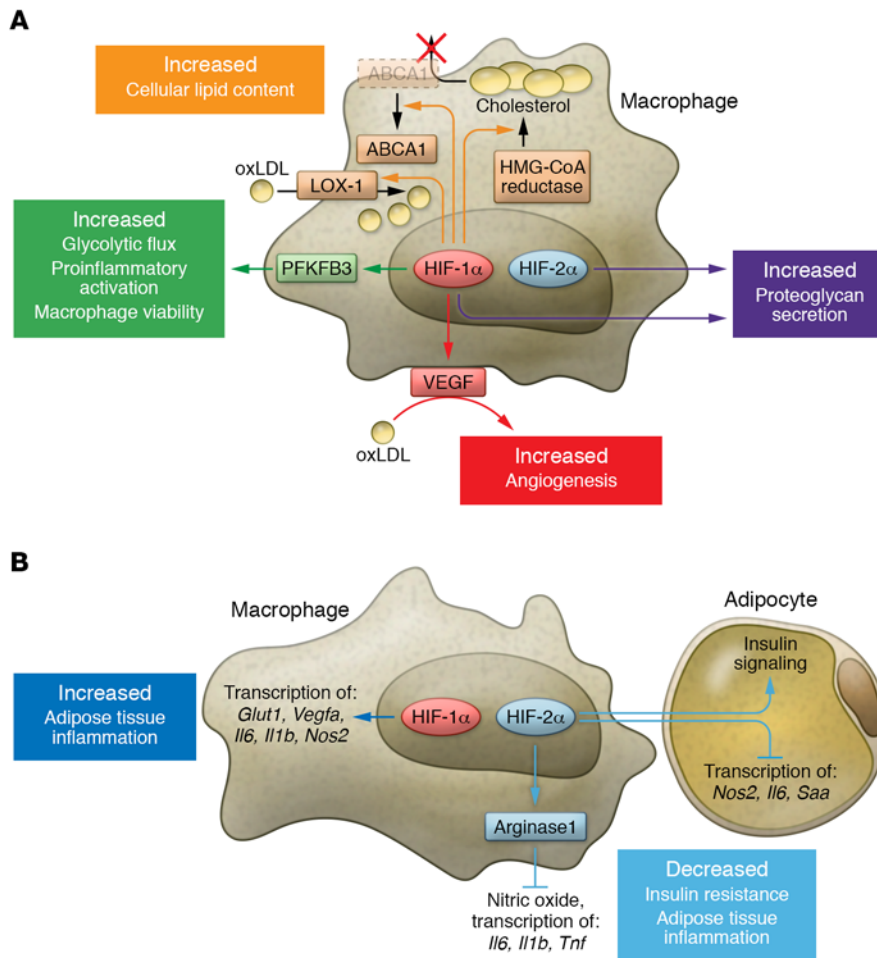 A
Increased
Cellular lipid content
ABCA1
Cholesterol
Macrophage
ABCA1
HMG-CoA
reductase
oxLDL
LOX-1
Increased
Glycolytic flux
Proinflammatory
activation
Macrophage viability
PFKFB3
HIF-1α
HIF-2α
Increased
Proteoglycan
secretion
VEGF
oxLDL
Increased
Angiogenesis
B
Macrophage
Adipocyte
Insulin
signaling
Increased
Adipose tissue
inflammation
Transcription of:
Glut1, Vegfa,
Il6, Il1b, Nos2
HIF-1α
HIF-2α
Transcription of:
Nos2, Il6, Saa
Arginase1
Nitric oxide,
transcription of:
Il6, Il1b, Tnf
Decreased
Insulin resistance
Adipose tissue
inflammation